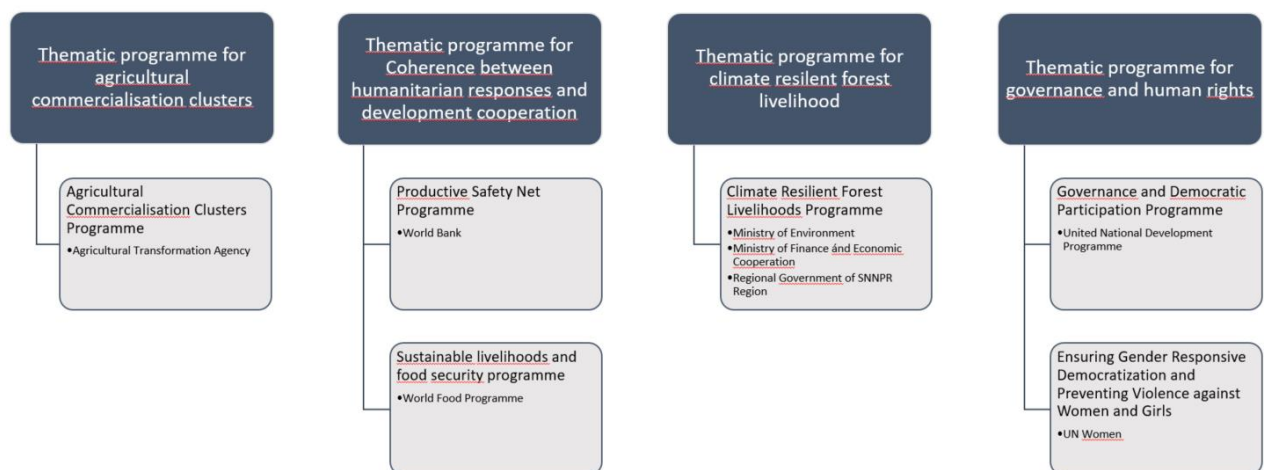 Thematic programme for
agricultural
commercialisation clusters
Agricultural
Commercialisation Clusters
Programme
•Agricultural Transformation Agency
Thematic programme for
Coherence between
humanitarian responses and
development cooperation
Productive Safety Net
Programme
•World Bank
Sustainable livelihoods and
food security programme
•World Food Programme
Thematic programme for
climate resilent forest
livelihood
Climate Resilient Forest
Livelihoods Programme
•Ministry of Environment
•Ministry of Finance ánd Economic
Cooperation
•Regional Government of SNNPR
Region
Thematic programme for
governance and human rights
Governance and Democratic
Participation Programme
•United National Development
Programme
Ensuring Gender Responsive
Democratization and
Preventing Violence against
Women and Girls
•UN Women